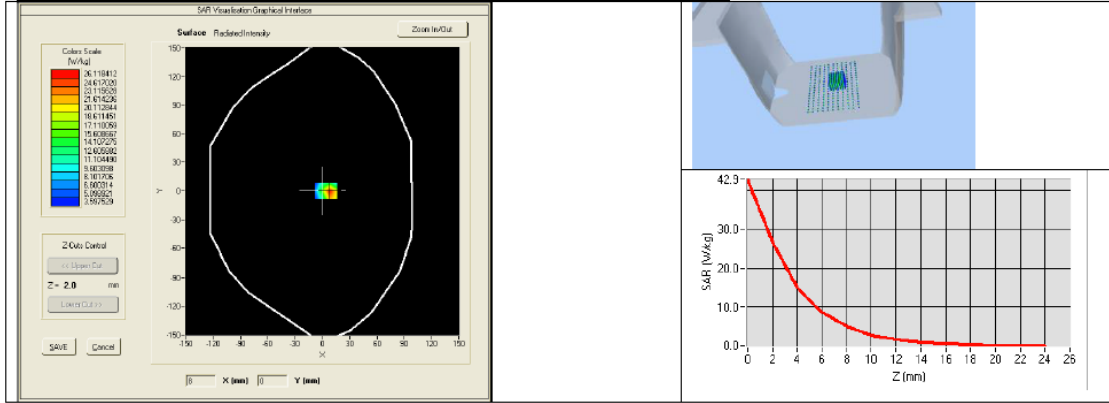 SAR Visualisation Graphical Interface
Surface Radiated Intensity
Zoom In/Out
Colors Scale
(W/kg)
26.118412
24.617020
23.115628
21.614236
20.112844
18.611451
17.110059
15.608667
14.107275
12.605882
11.104490
9.603098
8.101706
6.600314
5.098921
3.597529
150-
120-
90-
60-
30-
0-
-30-
-60-
-90-
-120-
-150-
Y
-150 -120 -90 -60 -30 0 30 60 90 120 150
X
Z-Cuts Control
<< Upper Cut
Z = 2.0 mm
Lower Cut >>
SAVE Cancel
8 X (mm) 0 Y (mm)
42.9
30.0-
20.0-
10.0-
0.0-
SAR (W/kg)
0 2 4 6 8 10 12 14 16 18 20 22 24 26
Z (mm)